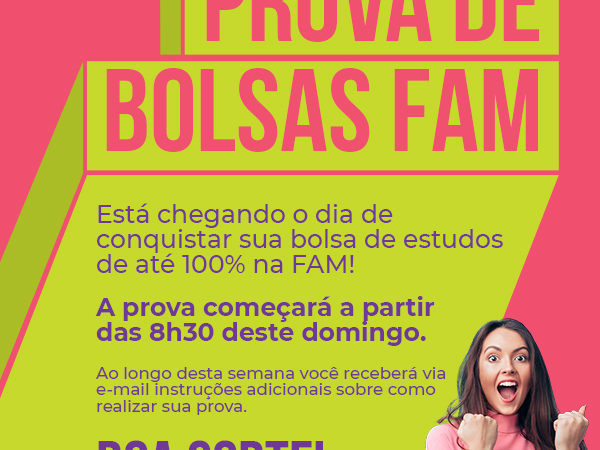 PROVA DE
BOLSAS FAM
Está chegando o dia de
conquistar sua bolsa de estudos
de até 100% na FAM!
A prova começará a partir
das 8h30 deste domingo.
Ao longo desta semana você receberá via
e-mail instruções adicionais sobre como
realizar sua prova.
BOA SORTE!